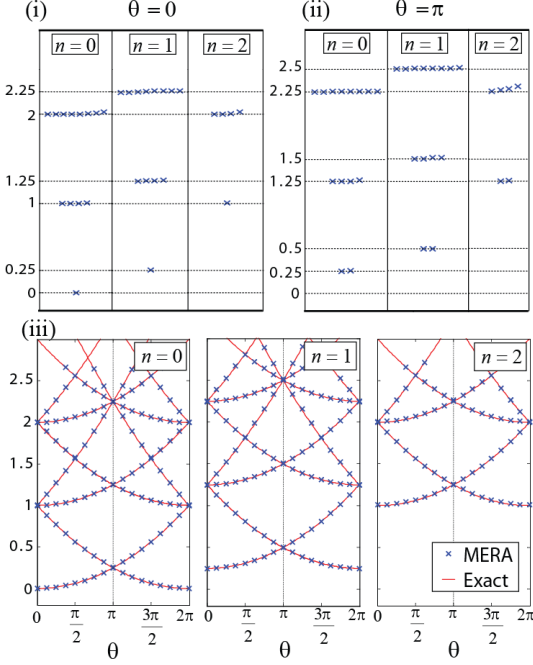 (i) θ = 0 (ii) θ = π
n = 0 n = 1 n = 2 n = 0 n = 1 n = 2
2.25
2
1.25
1
0.25
0
2.5
2.25
1.5
1.25
0.5
0.25
0
(iii)
n = 0 n = 1 n = 2
2.5
2
1.5
1
0.5
0
MERA
Exact
0 π/2 π 3π/2 2π 0 π/2 π 3π/2 2π 0 π/2 π 3π/2 2π
θ θ θ